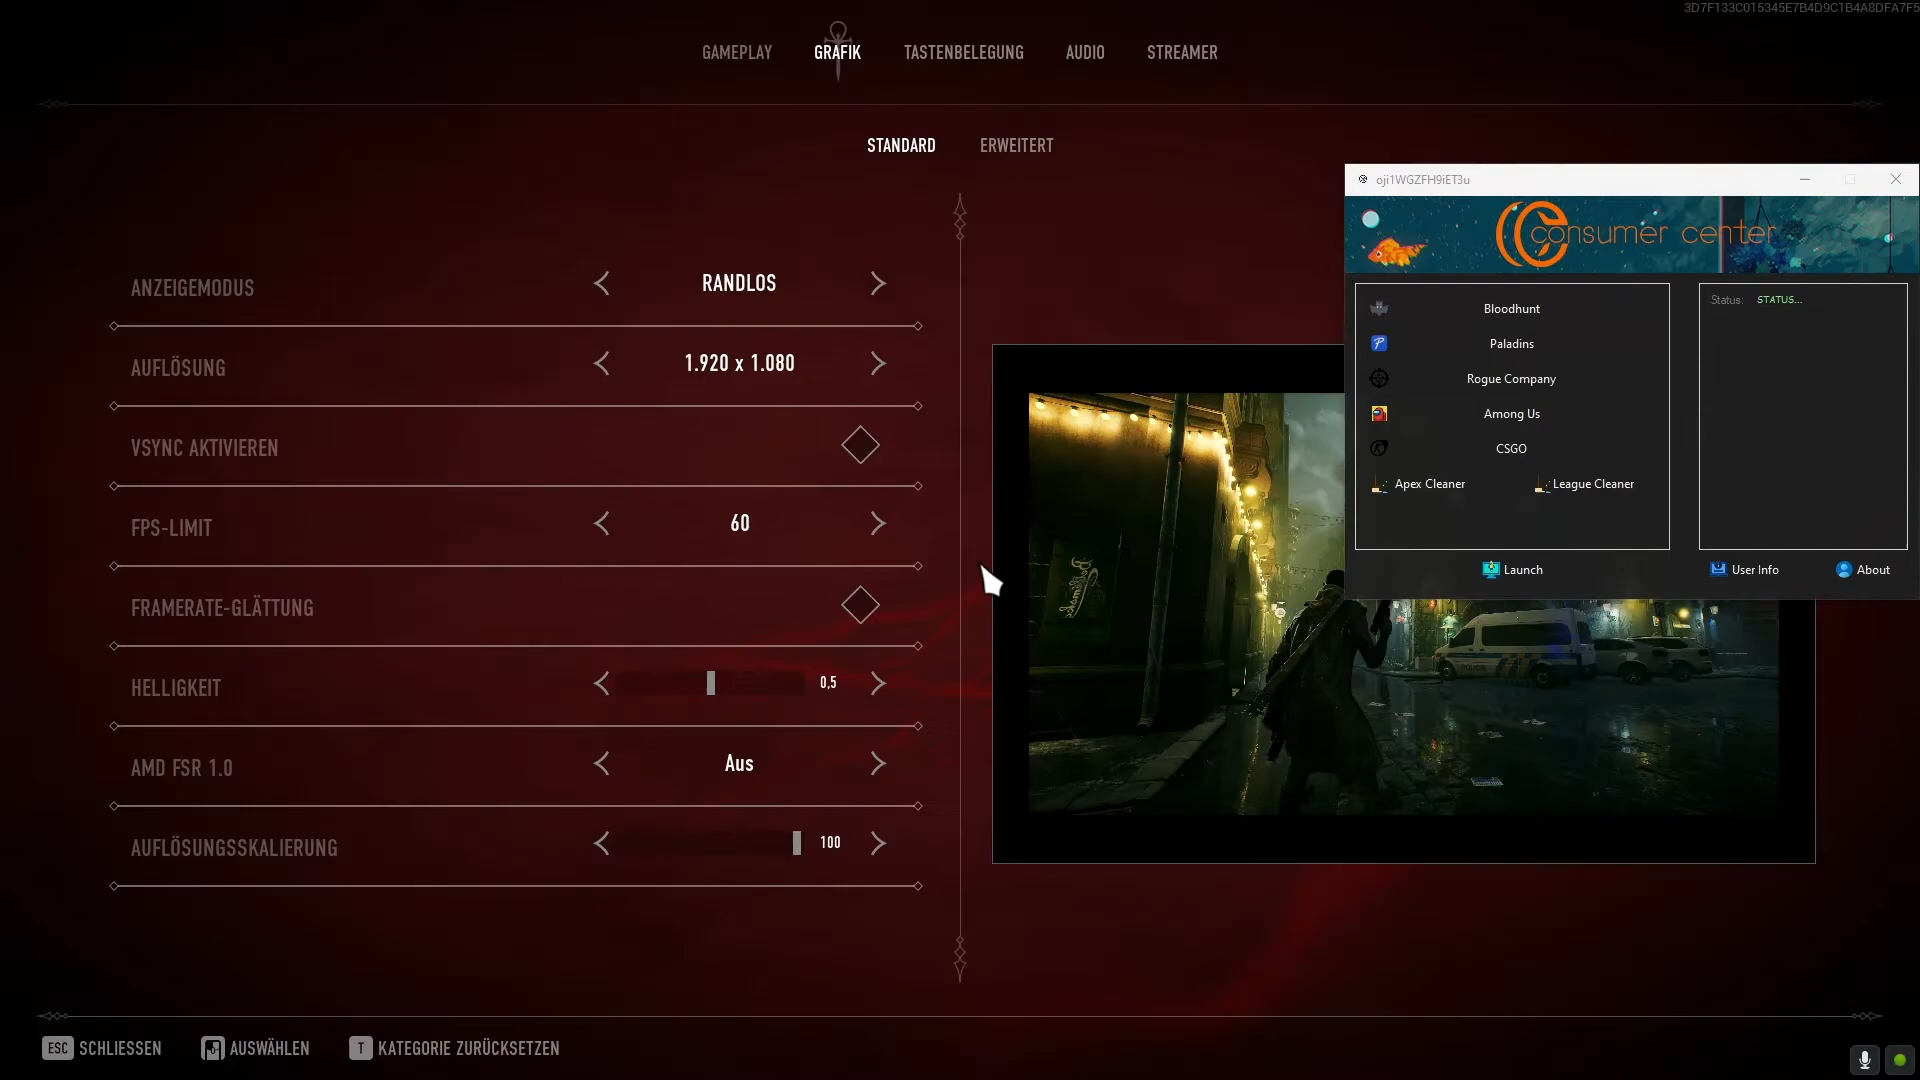 3D7F133C015345E7B4D9C1B4A8DFA7F5
GAMEPLAY GRAFIK TASTENBELEGUNG AUDIO STREAMER
STANDARD ERWEITERT
ANZEIGEMODUS RANDLOS
AUFLÖSUNG 1.920 x 1.080
VSYNC AKTIVIEREN
FPS-LIMIT 60
FRAMERATE-GLÄTTUNG
HELLIGKEIT 0,5
AMD FSR 1.0 Aus
AUFLÖSUNGSSKALIERUNG 100
oji1WGZFH9iET3u
consumer center
Bloodhunt
Paladins
Rogue Company
Among Us
CSGO
Apex Cleaner League Cleaner
Status: STATUS...
Launch User Info About
POLICIE
ESC SCHLIESSEN AUSWÄHLEN T KATEGORIE ZURÜCKSETZEN